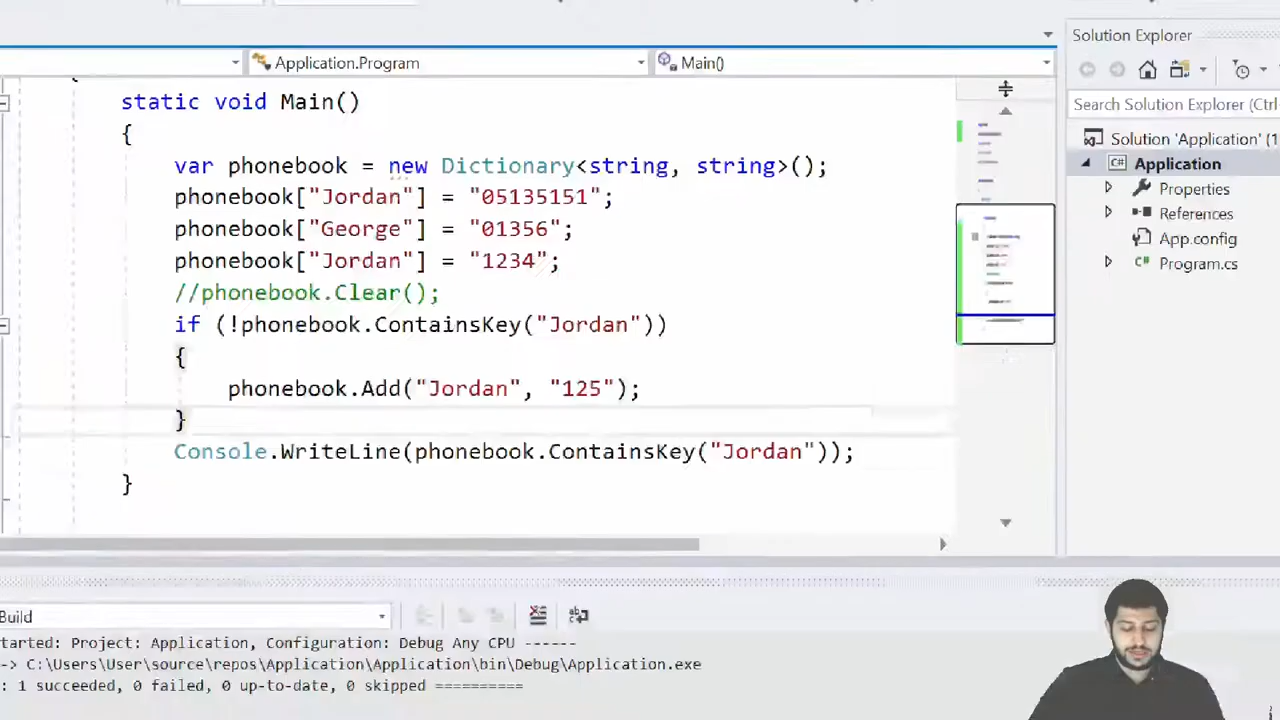 Solution Explorer
Application.Program
Main()
Search Solution Explorer (Ctrl
Solution 'Application' (1
Application
Properties
References
App.config
Program.cs
static void Main()
{
var phonebook = new Dictionary<string, string>();
phonebook["Jordan"] = "05135151";
phonebook["George"] = "01356";
phonebook["Jordan"] = "1234";
//phonebook.Clear();
if (!phonebook.ContainsKey("Jordan"))
{
phonebook.Add("Jordan", "125");
}
Console.WriteLine(phonebook.ContainsKey("Jordan"));
}
Build
tarted: Project: Application, Configuration: Debug Any CPU ------
-> C:\Users\User\source\repos\Application\Application\bin\Debug\Application.exe
: 1 succeeded, 0 failed, 0 up-to-date, 0 skipped ==========